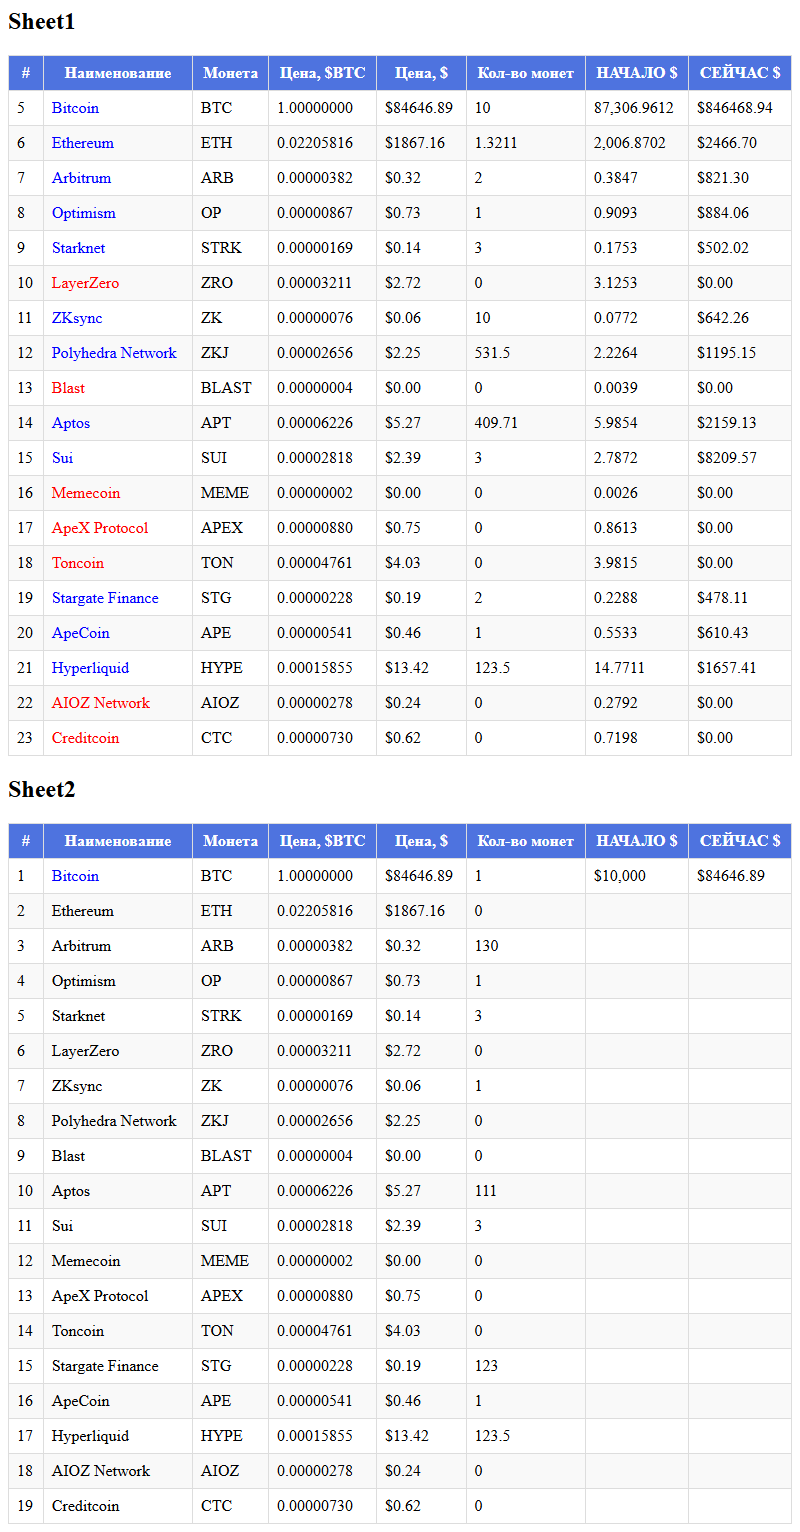 Sheet1
# Наименование Монета Цена, $BTC Цена, $ Кол-во монет НАЧАЛО $ СЕЙЧАС $
5 Bitcoin BTC 1.00000000 $84646.89 10 87,306.9612 $846468.94
6 Ethereum ETH 0.02205816 $1867.16 1.3211 2,006.8702 $2466.70
7 Arbitrum ARB 0.00000382 $0.32 2 0.3847 $821.30
8 Optimism OP 0.00000867 $0.73 1 0.9093 $884.06
9 Starknet STRK 0.00000169 $0.14 3 0.1753 $502.02
10 LayerZero ZRO 0.00003211 $2.72 0 3.1253 $0.00
11 ZKsync ZK 0.00000076 $0.06 10 0.0772 $642.26
12 Polyhedra Network ZKJ 0.00002656 $2.25 531.5 2.2264 $1195.15
13 Blast BLAST 0.00000004 $0.00 0 0.0039 $0.00
14 Aptos APT 0.00006226 $5.27 409.71 5.9854 $2159.13
15 Sui SUI 0.00002818 $2.39 3 2.7872 $8209.57
16 Memecoin MEME 0.00000002 $0.00 0 0.0026 $0.00
17 ApeX Protocol APEX 0.00000880 $0.75 0 0.8613 $0.00
18 Toncoin TON 0.00004761 $4.03 0 3.9815 $0.00
19 Stargate Finance STG 0.00000228 $0.19 2 0.2288 $478.11
20 ApeCoin APE 0.00000541 $0.46 1 0.5533 $610.43
21 Hyperliquid HYPE 0.00015855 $13.42 123.5 14.7711 $1657.41
22 AIOZ Network AIOZ 0.00000278 $0.24 0 0.2792 $0.00
23 Creditcoin CTC 0.00000730 $0.62 0 0.7198 $0.00
Sheet2
# Наименование Монета Цена, $BTC Цена, $ Кол-во монет НАЧАЛО $ СЕЙЧАС $
1 Bitcoin BTC 1.00000000 $84646.89 1 $10,000 $84646.89
2 Ethereum ETH 0.02205816 $1867.16 0
3 Arbitrum ARB 0.00000382 $0.32 130
4 Optimism OP 0.00000867 $0.73 1
5 Starknet STRK 0.00000169 $0.14 3
6 LayerZero ZRO 0.00003211 $2.72 0
7 ZKsync ZK 0.00000076 $0.06 1
8 Polyhedra Network ZKJ 0.00002656 $2.25 0
9 Blast BLAST 0.00000004 $0.00 0
10 Aptos APT 0.00006226 $5.27 111
11 Sui SUI 0.00002818 $2.39 3
12 Memecoin MEME 0.00000002 $0.00 0
13 ApeX Protocol APEX 0.00000880 $0.75 0
14 Toncoin TON 0.00004761 $4.03 0
15 Stargate Finance STG 0.00000228 $0.19 123
16 ApeCoin APE 0.00000541 $0.46 1
17 Hyperliquid HYPE 0.00015855 $13.42 123.5
18 AIOZ Network AIOZ 0.00000278 $0.24 0
19 Creditcoin CTC 0.00000730 $0.62 0